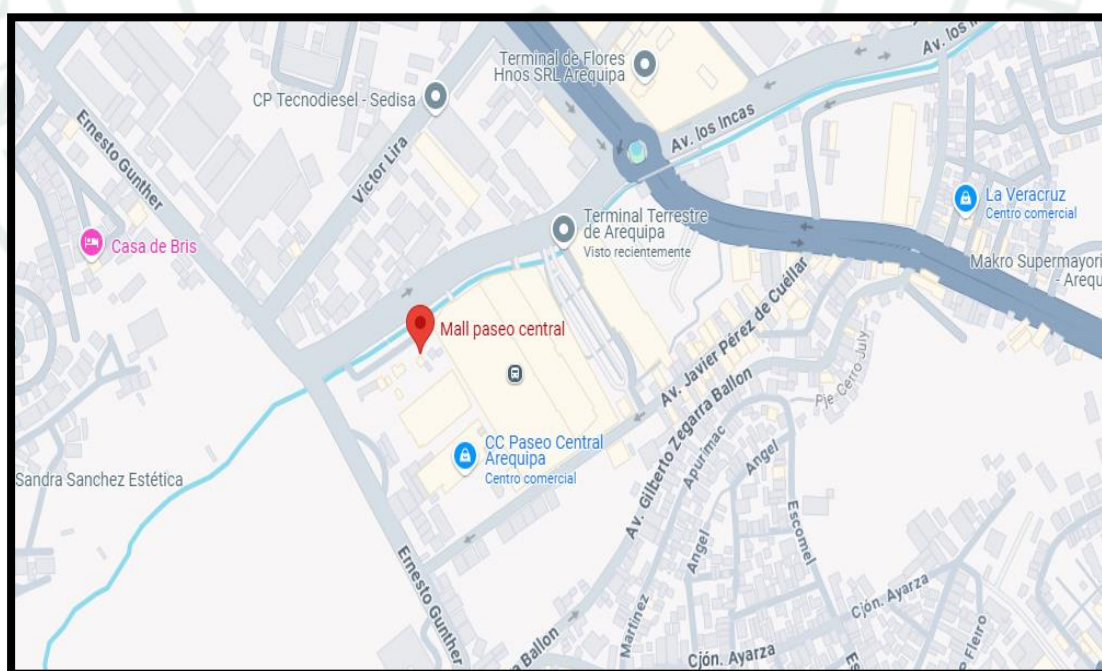 Av. los Inc
Terminal de Flores
Hnos SRL Arequipa
CP Tecnodiesel - Sedisa
Ernesto Gunther
Victor Lira
Av. los Incas
La Veracruz
Centro comercial
Terminal Terrestre
de Arequipa
Visto recientemente
Casa de Bris
Makro Supermayori
- Arequ
Mall paseo central
Av. Javier Pérez de Cuéllar
Pje Cerro July
Av. Gilberto Zegarra Ballon
CC Paseo Central
Arequipa
Centro comercial
Apurimac
Angel
Sandra Sanchez Estética
Escomel
Angel
Ernesto Gunther
Martínez
Cjón. Ayarza
Fleiro
Ballon
Cjón. Ayarza
Es